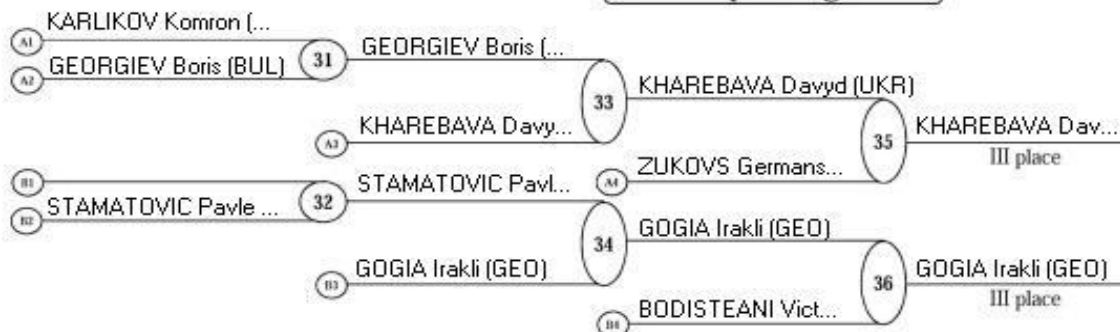 KARLIKOV Komron (...
A1
GEORGIEV Boris (BUL)
A2
31
GEORGIEV Boris (...
KHAREBAVA Davy...
A3
33
KHAREBAVA Davyd (UKR)
ZUKOVS Germans...
A4
35
KHAREBAVA Dav...
III place
B1
STAMATOVIC Pavle ...
B2
32
STAMATOVIC Pavl...
GOGIA Irakli (GEO)
B3
34
GOGIA Irakli (GEO)
BODISTEANI Vict...
B4
36
GOGIA Irakli (GEO)
III place